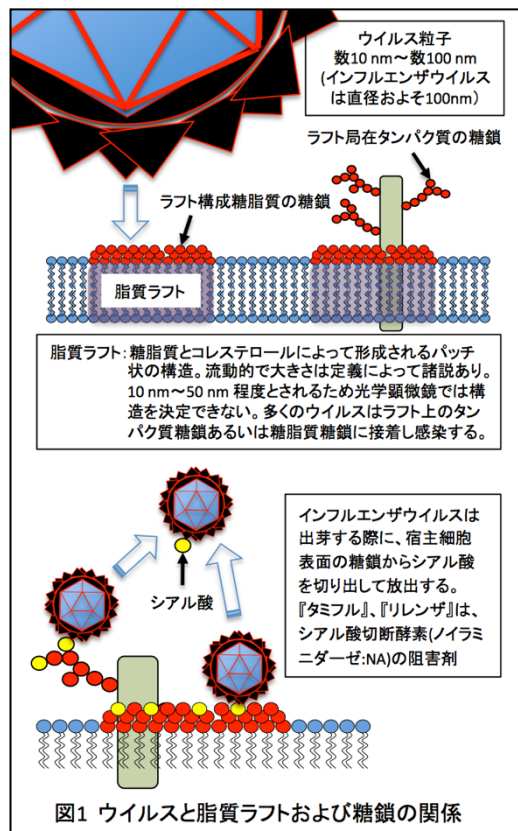 ウイルス粒子
数10 nm～数100 nm
(インフルエンザウイルス
は直径およそ100nm）
ラフト局在タンパク質の糖鎖
ラフト構成糖脂質の糖鎖
脂質ラフト
脂質ラフト：糖脂質とコレステロールによって形成されるパッチ
状の構造。流動的で大きさは定義によって諸説あり。
10 nm～50 nm 程度とされるため光学顕微鏡では構
造を決定できない。多くのウイルスはラフト上のタン
パク質糖鎖あるいは糖脂質糖鎖に接着し感染する。
インフルエンザウイルスは
出芽する際に、宿主細胞
表面の糖鎖からシアル酸
を切り出して放出する。
『タミフル』、『リレンザ』は、
シアル酸切断酵素(ノイラミ
ニダーゼ:NA)の阻害剤
シアル酸
図1 ウイルスと脂質ラフトおよび糖鎖の関係